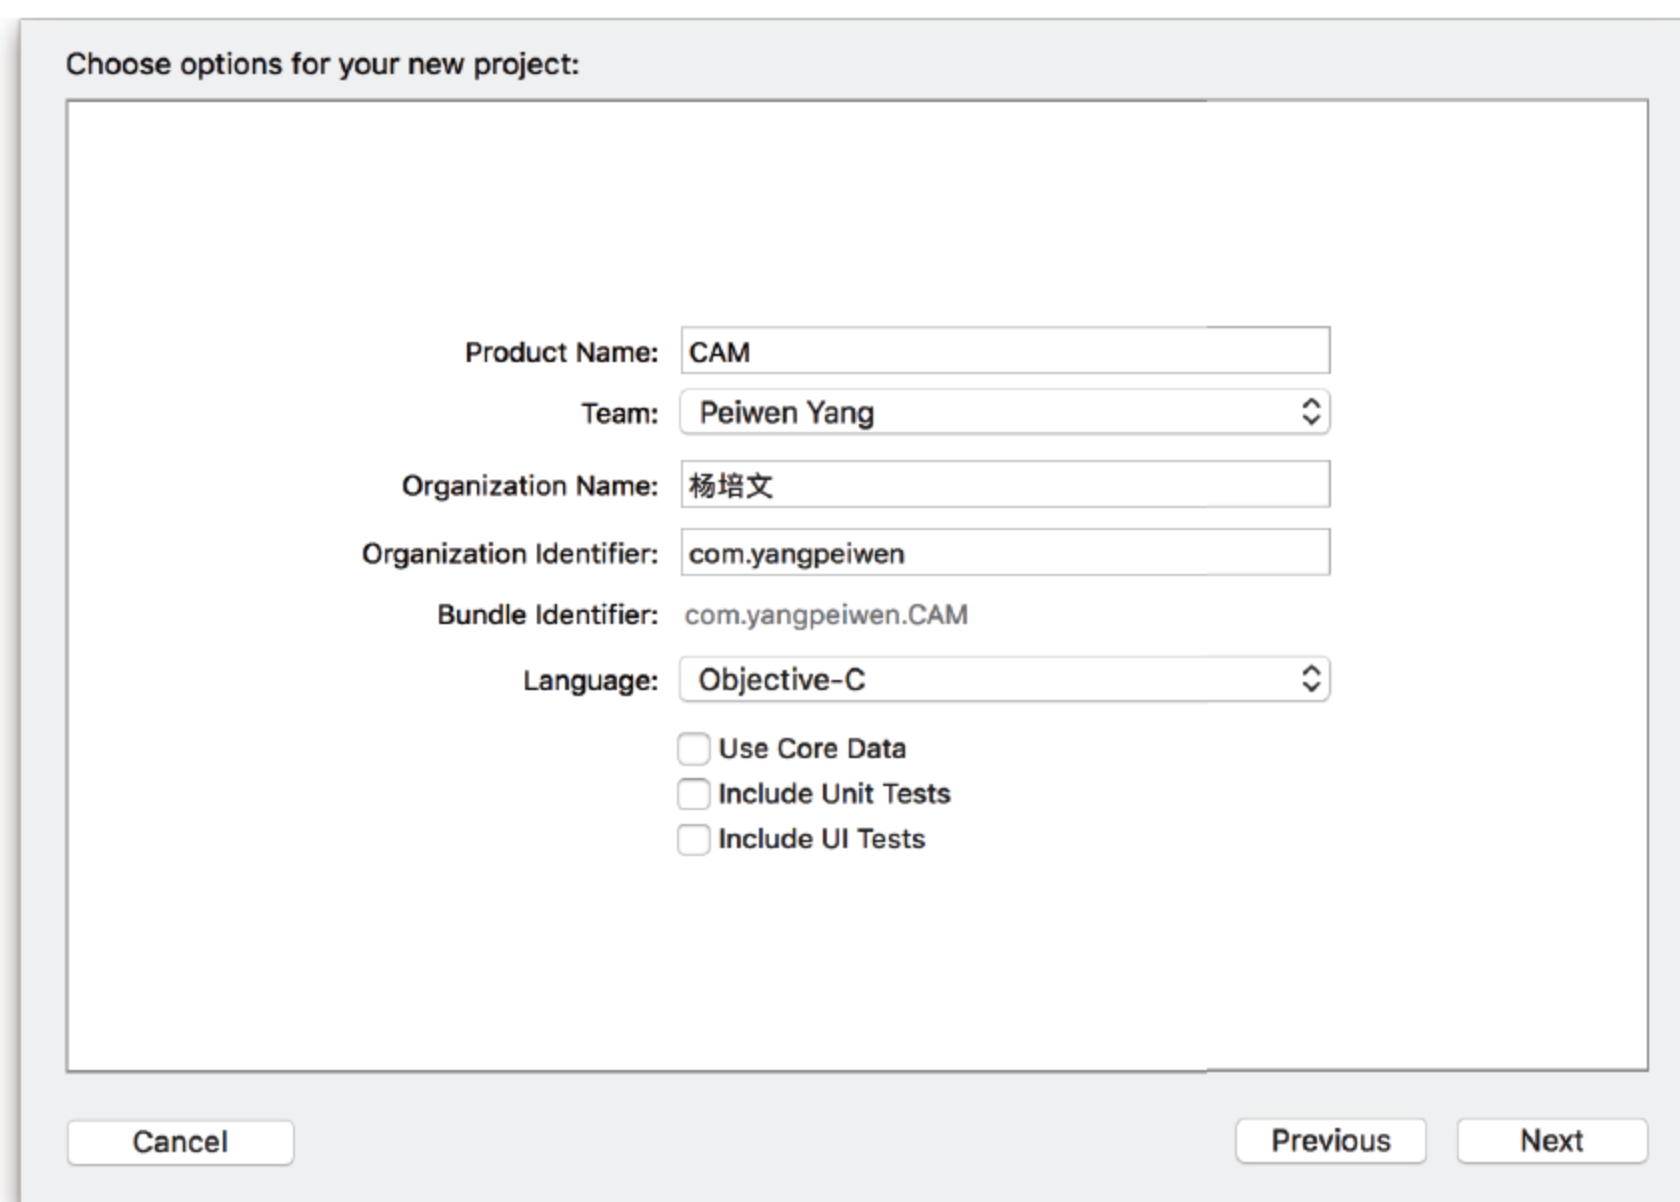 Choose options for your new project:
Product Name: CAM
Team: Peiwen Yang
Organization Name: 杨培文
Organization Identifier: com.yangpeiwen
Bundle Identifier: com.yangpeiwen.CAM
Language: Objective-C
Use Core Data
Include Unit Tests
Include UI Tests
Cancel Previous Next